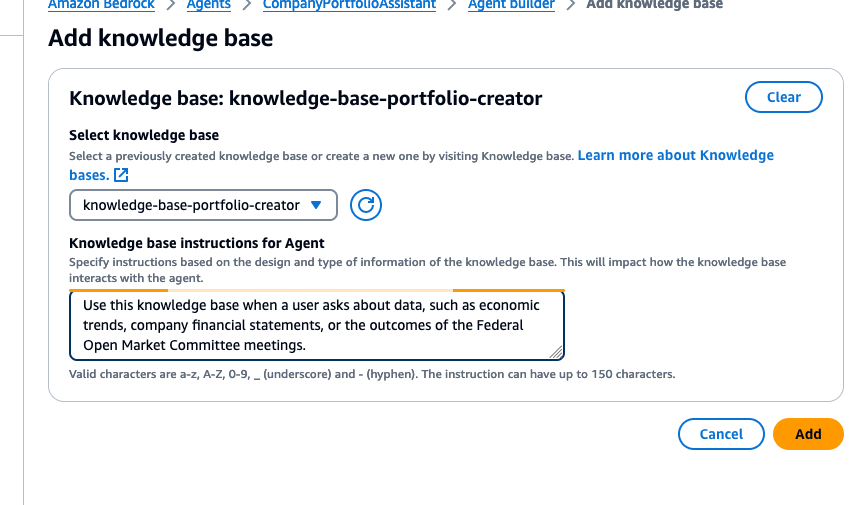 Amazon Bedrock > Agents > CompanyPortfolioAssistant > Agent builder > Add knowledge base
Add knowledge base
Knowledge base: knowledge-base-portfolio-creator
Clear
Select knowledge base
Select a previously created knowledge base or create a new one by visiting Knowledge base. Learn more about Knowledge
bases.
knowledge-base-portfolio-creator
Knowledge base instructions for Agent
Specify instructions based on the design and type of information of the knowledge base. This will impact how the knowledge base
interacts with the agent.
Use this knowledge base when a user asks about data, such as economic
trends, company financial statements, or the outcomes of the Federal
Open Market Committee meetings.
Valid characters are a-z, A-Z, 0-9, _ (underscore) and - (hyphen). The instruction can have up to 150 characters.
Cancel
Add